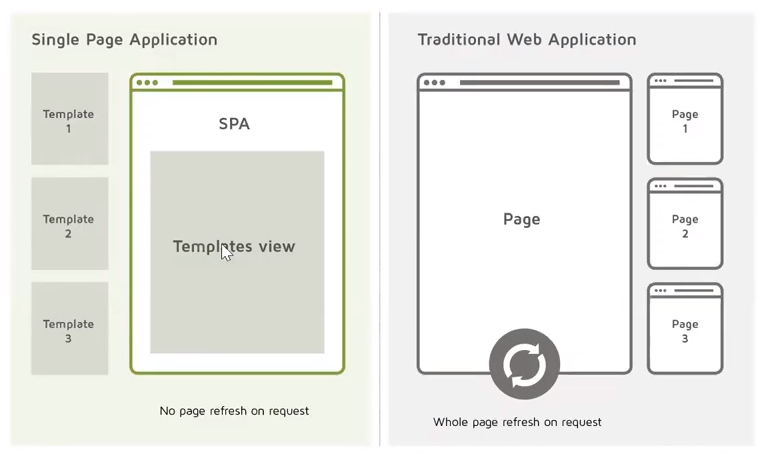 Single Page Application
Template
1
Template
2
Template
3
SPA
Templates view
No page refresh on request
Traditional Web Application
Page
Page
1
Page
2
Page
3
Whole page refresh on request